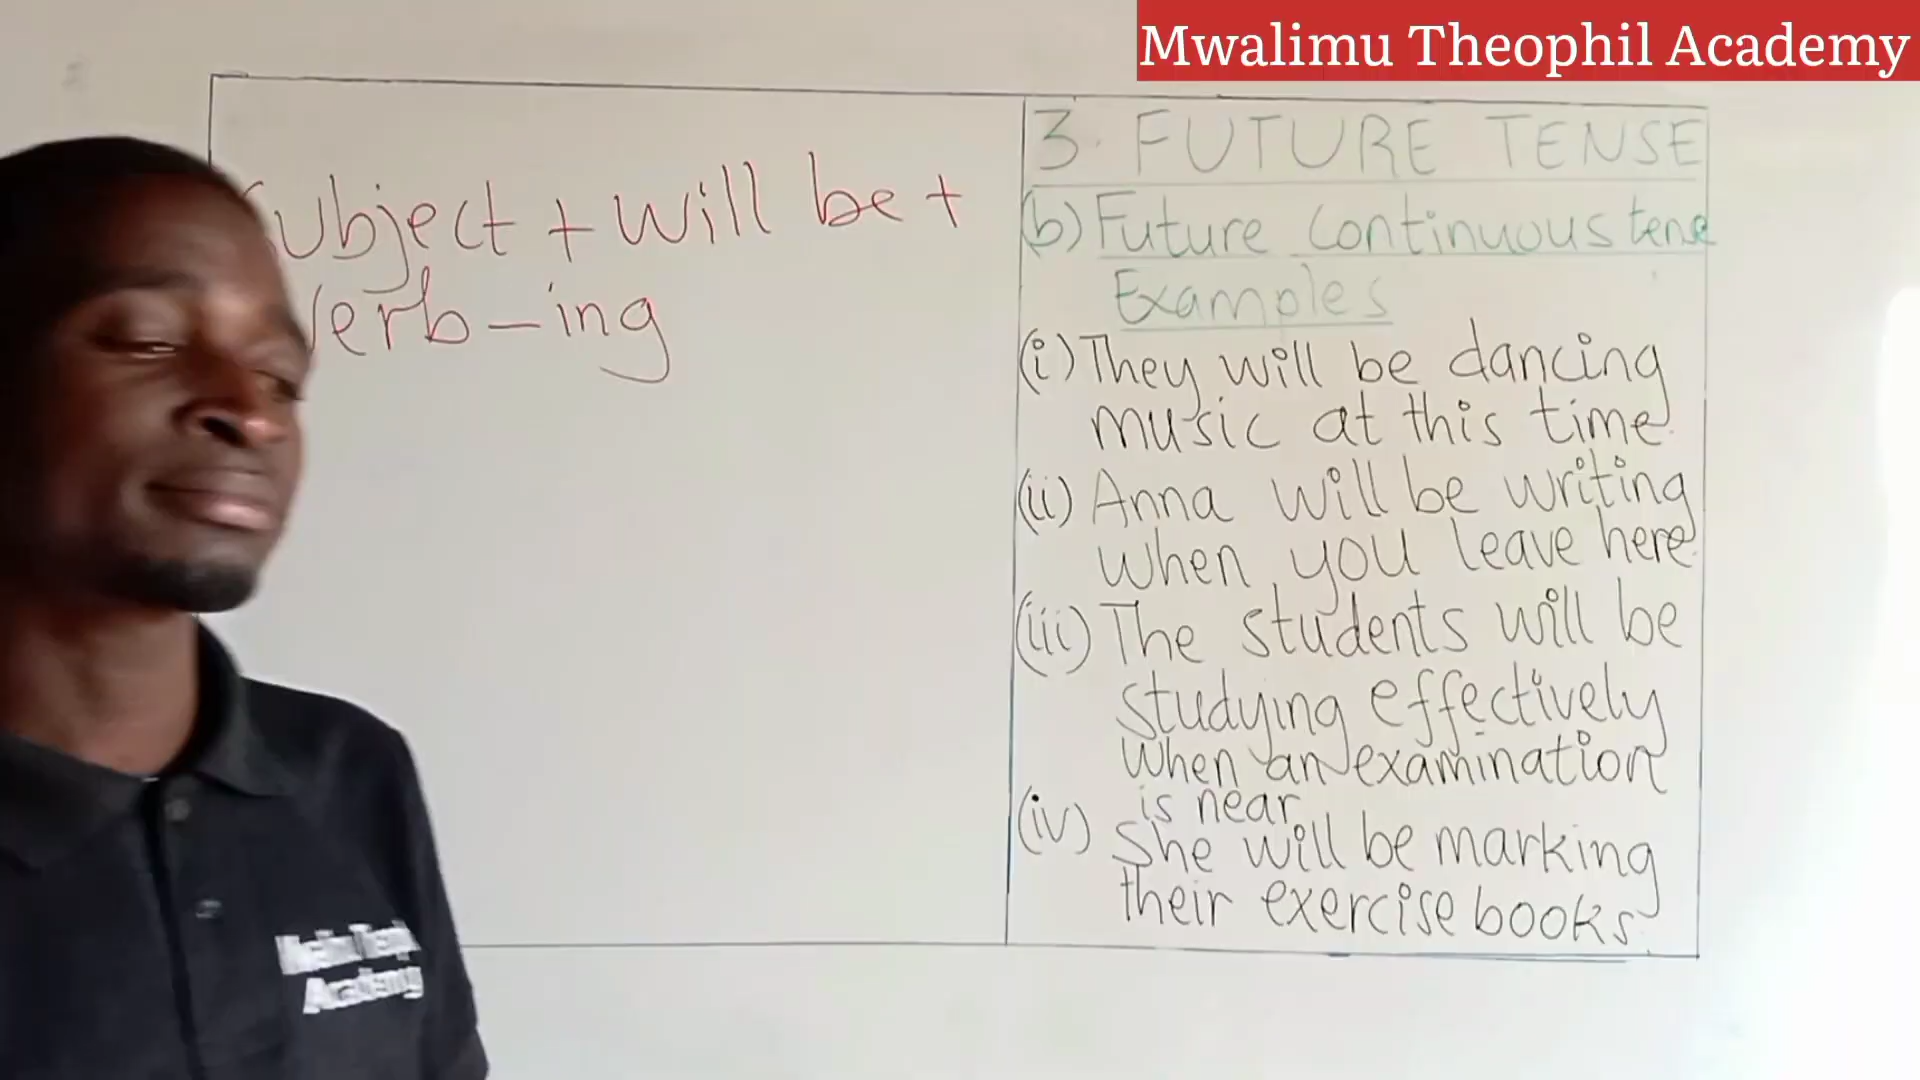 Mwalimu Theophil Academy
Subject + will be +
Verb - ing
3. FUTURE TENSE
(b) Future continuous tense
Examples
(i) They will be dancing
music at this time.
(ii) Anna will be writing
when you leave here.
(iii) The students will be
studying effectively
when an examination
is near.
(iv) She will be marking
their exercise books.
Academy